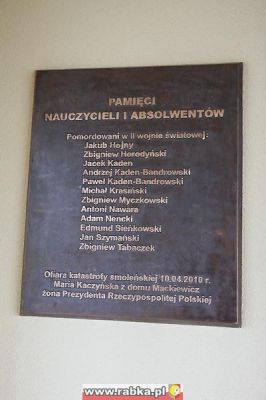 PAMIĘCI
NAUCZYCIELI I ABSOLWENTÓW
Pomordowani w II wojnie światowej:
Jakub Hojny
Zbigniew Horodyński
Jacek Kaden
Andrzej Kaden-Bandrowski
Paweł Kaden-Bandrowski
Michał Krasiński
Zbigniew Myczkowski
Antoni Nawara
Adam Nencki
Edmund Sieńkowski
Jan Szymański
Zbigniew Tabaczek
Ofiara katastrofy smoleńskiej 10.04.2010 r.
Maria Kaczyńska z domu Mackiewicz
żona Prezydenta Rzeczypospolitej Polskiej
www.rabka.pl